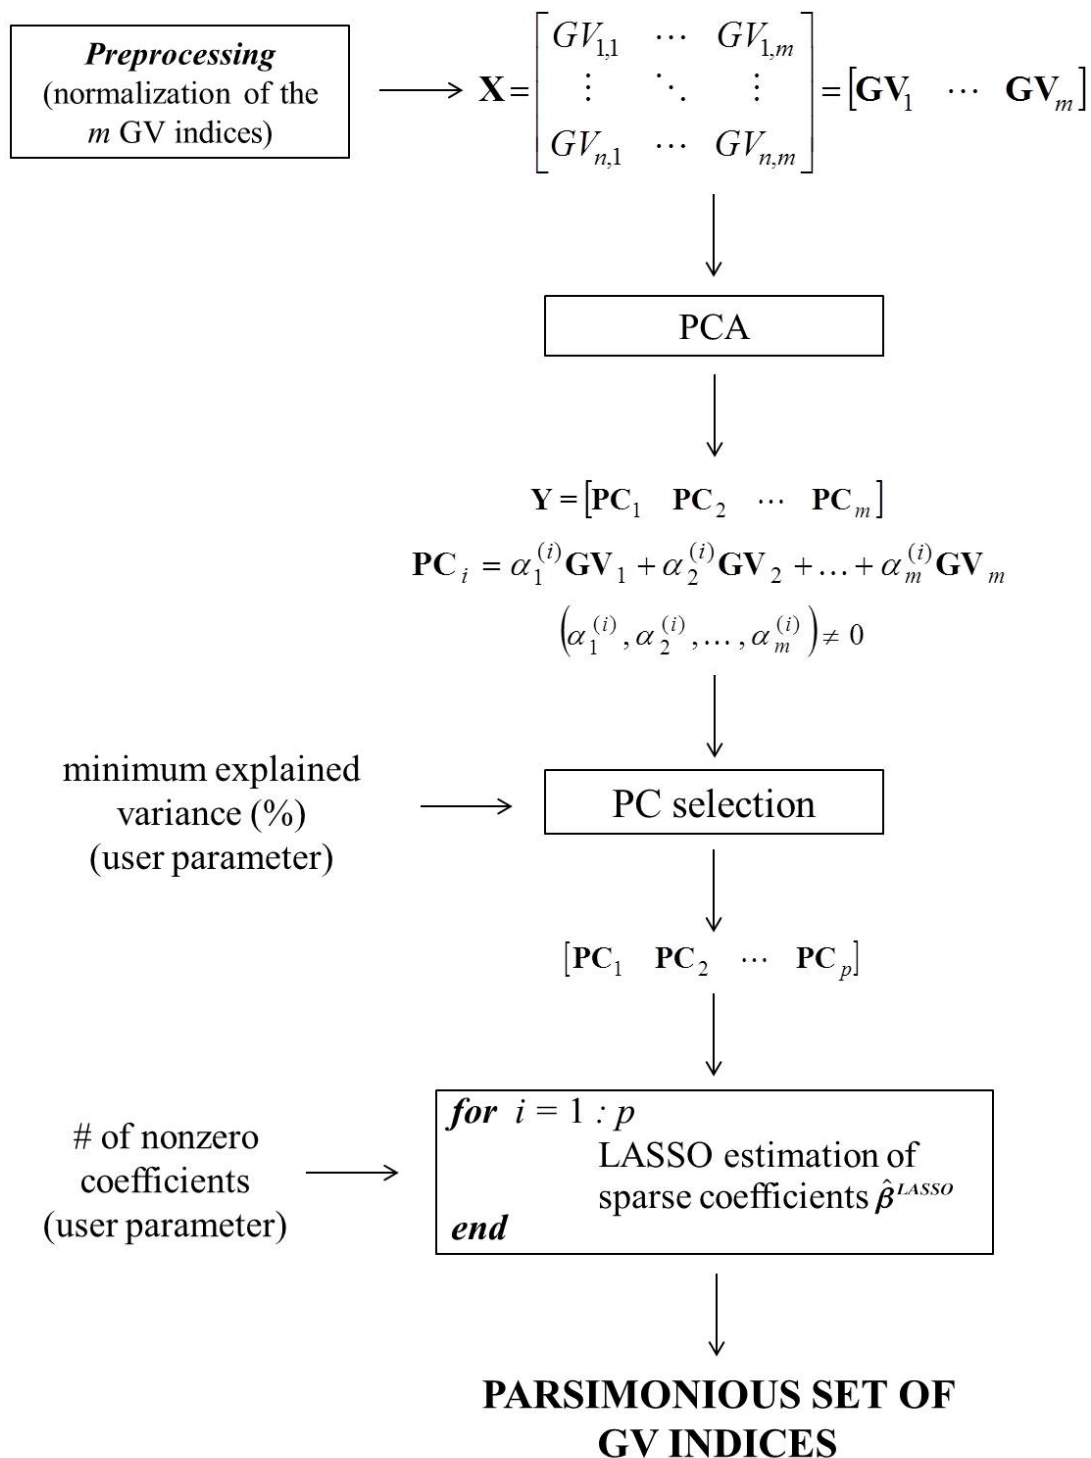 Preprocessing
(normalization of the
m GV indices)
X = [GV₁,₁ ⋯ GV₁,ₘ
⋮ ⋱ ⋮
GVₙ,₁ ⋯ GVₙ,ₘ] = [GV₁ ⋯ GVₘ]
PCA
Y = [PC₁ PC₂ ⋯ PCₘ]
PCᵢ = α₁⁽ⁱ⁾GV₁ + α₂⁽ⁱ⁾GV₂ + … + αₘ⁽ⁱ⁾GVₘ
(α₁⁽ⁱ⁾, α₂⁽ⁱ⁾, … , αₘ⁽ⁱ⁾) ≠ 0
minimum explained
variance (%)
(user parameter)
PC selection
[PC₁ PC₂ ⋯ PCₚ]
# of nonzero
coefficients
(user parameter)
for i = 1 : p
LASSO estimation of
sparse coefficients β̂^LASSO
end
PARSIMONIOUS SET OF
GV INDICES